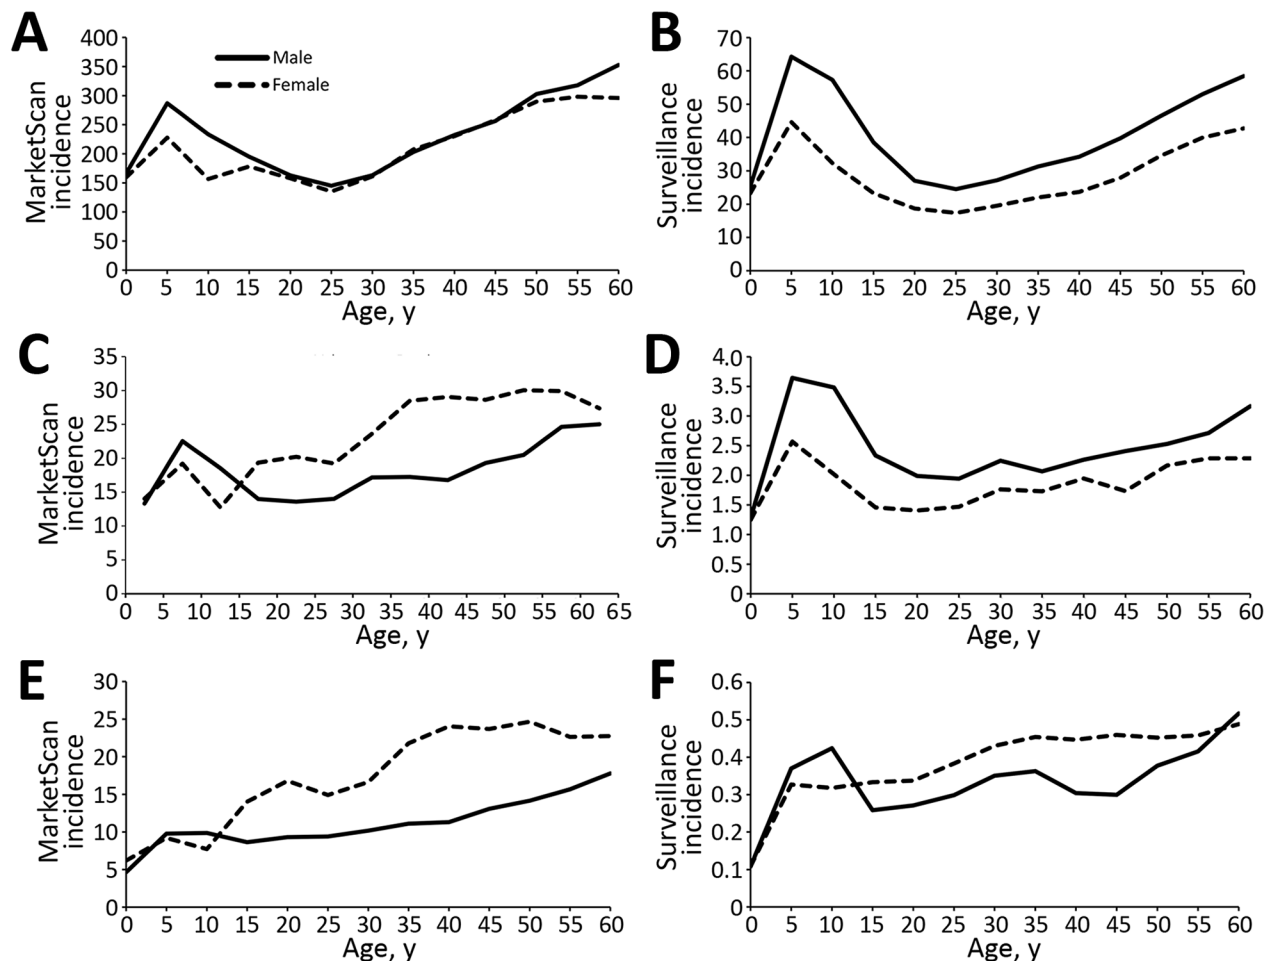 A
MarketScan
incidence
400
350
300
250
200
150
100
50
0
Male
Female
0 5 10 15 20 25 30 35 40 45 50 55 60
Age, y
B
Surveillance
incidence
70
60
50
40
30
20
10
0
0 5 10 15 20 25 30 35 40 45 50 55 60
Age, y
C
MarketScan
incidence
35
30
25
20
15
10
5
0
0 5 10 15 20 25 30 35 40 45 50 55 60 65
Age, y
D
Surveillance
incidence
4.0
3.5
3.0
2.5
2.0
1.5
1.0
0.5
0
0 5 10 15 20 25 30 35 40 45 50 55 60
Age, y
E
MarketScan
incidence
30
25
20
15
10
5
0
0 5 10 15 20 25 30 35 40 45 50 55 60
Age, y
F
Surveillance
incidence
0.6
0.5
0.4
0.3
0.2
0.1
0
0 5 10 15 20 25 30 35 40 45 50 55 60
Age, y